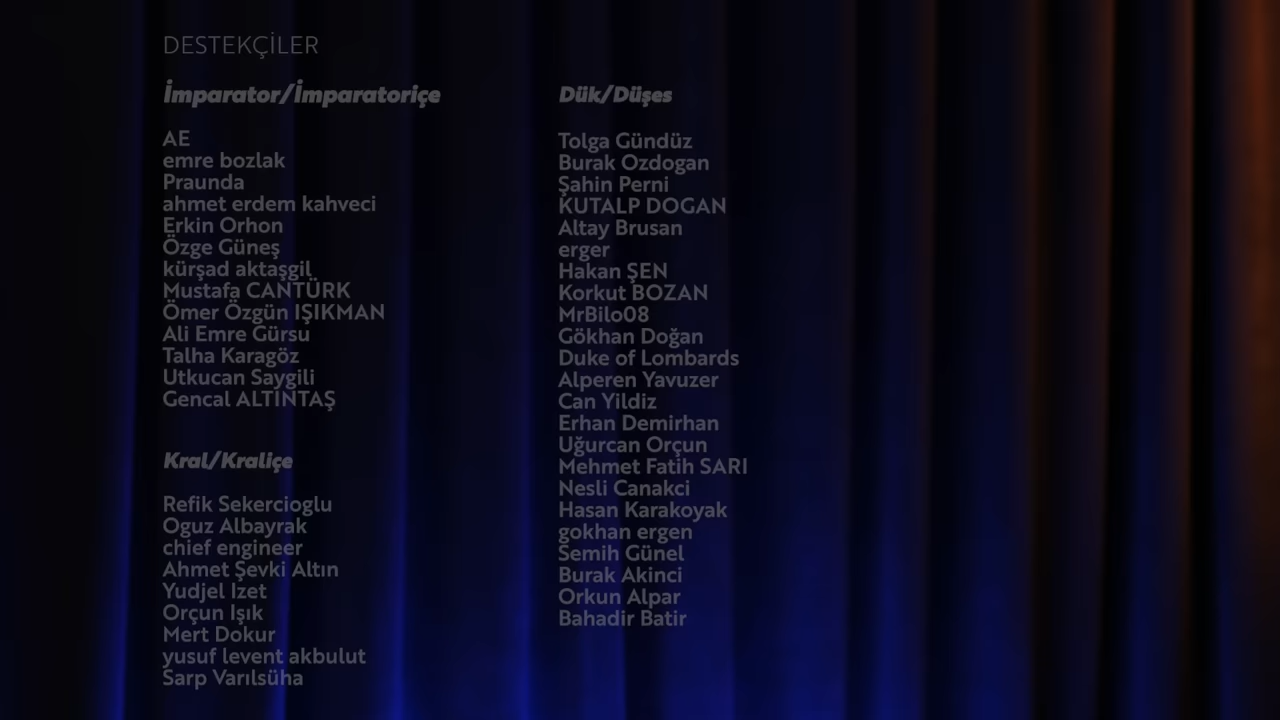 DESTEKÇİLER
İmparator/İmparatoriçe
AE
emre bozlak
Praunda
ahmet erdem kahveci
Erkin Orhon
Özge Güneş
kürşad aktaşgil
Mustafa CANTÜRK
Ömer Özgün IŞIKMAN
Ali Emre Gürsu
Talha Karagöz
Utkucan Saygili
Gencal ALTINTAŞ
Kral/Kraliçe
Refik Sekercioglu
Oguz Albayrak
chief engineer
Ahmet Şevki Altın
Yudjel Izet
Orçun Işık
Mert Dokur
yusuf levent akbulut
Sarp Varılsüha
Dük/Düşes
Tolga Gündüz
Burak Ozdogan
Şahin Perni
KUTALP DOGAN
Altay Brusan
erger
Hakan ŞEN
Korkut BOZAN
MrBilo08
Gökhan Doğan
Duke of Lombards
Alperen Yavuzer
Can Yildiz
Erhan Demirhan
Uğurcan Orçun
Mehmet Fatih SARI
Nesli Canakci
Hasan Karakoyak
gokhan ergen
Semih Günel
Burak Akinci
Orkun Alpar
Bahadir Batir